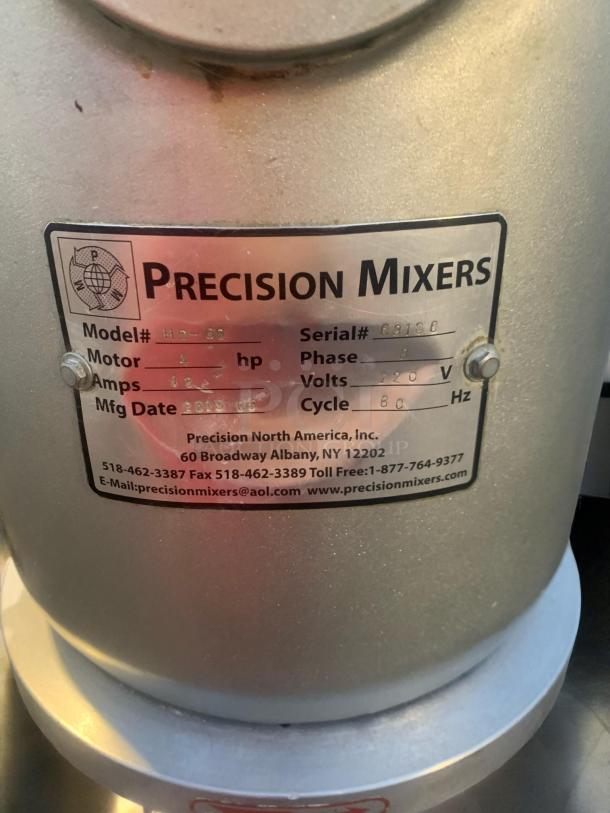 P M M
PRECISION MIXERS
Model# Serial#
Motor hp Phase
Amps Volts 220 V
Mfg Date Cycle 60 Hz
Precision North America, Inc.
60 Broadway Albany, NY 12202
518-462-3387 Fax 518-462-3389 Toll Free:1-877-764-9377
E-Mail:precisionmixers@aol.com www.precisionmixers.com